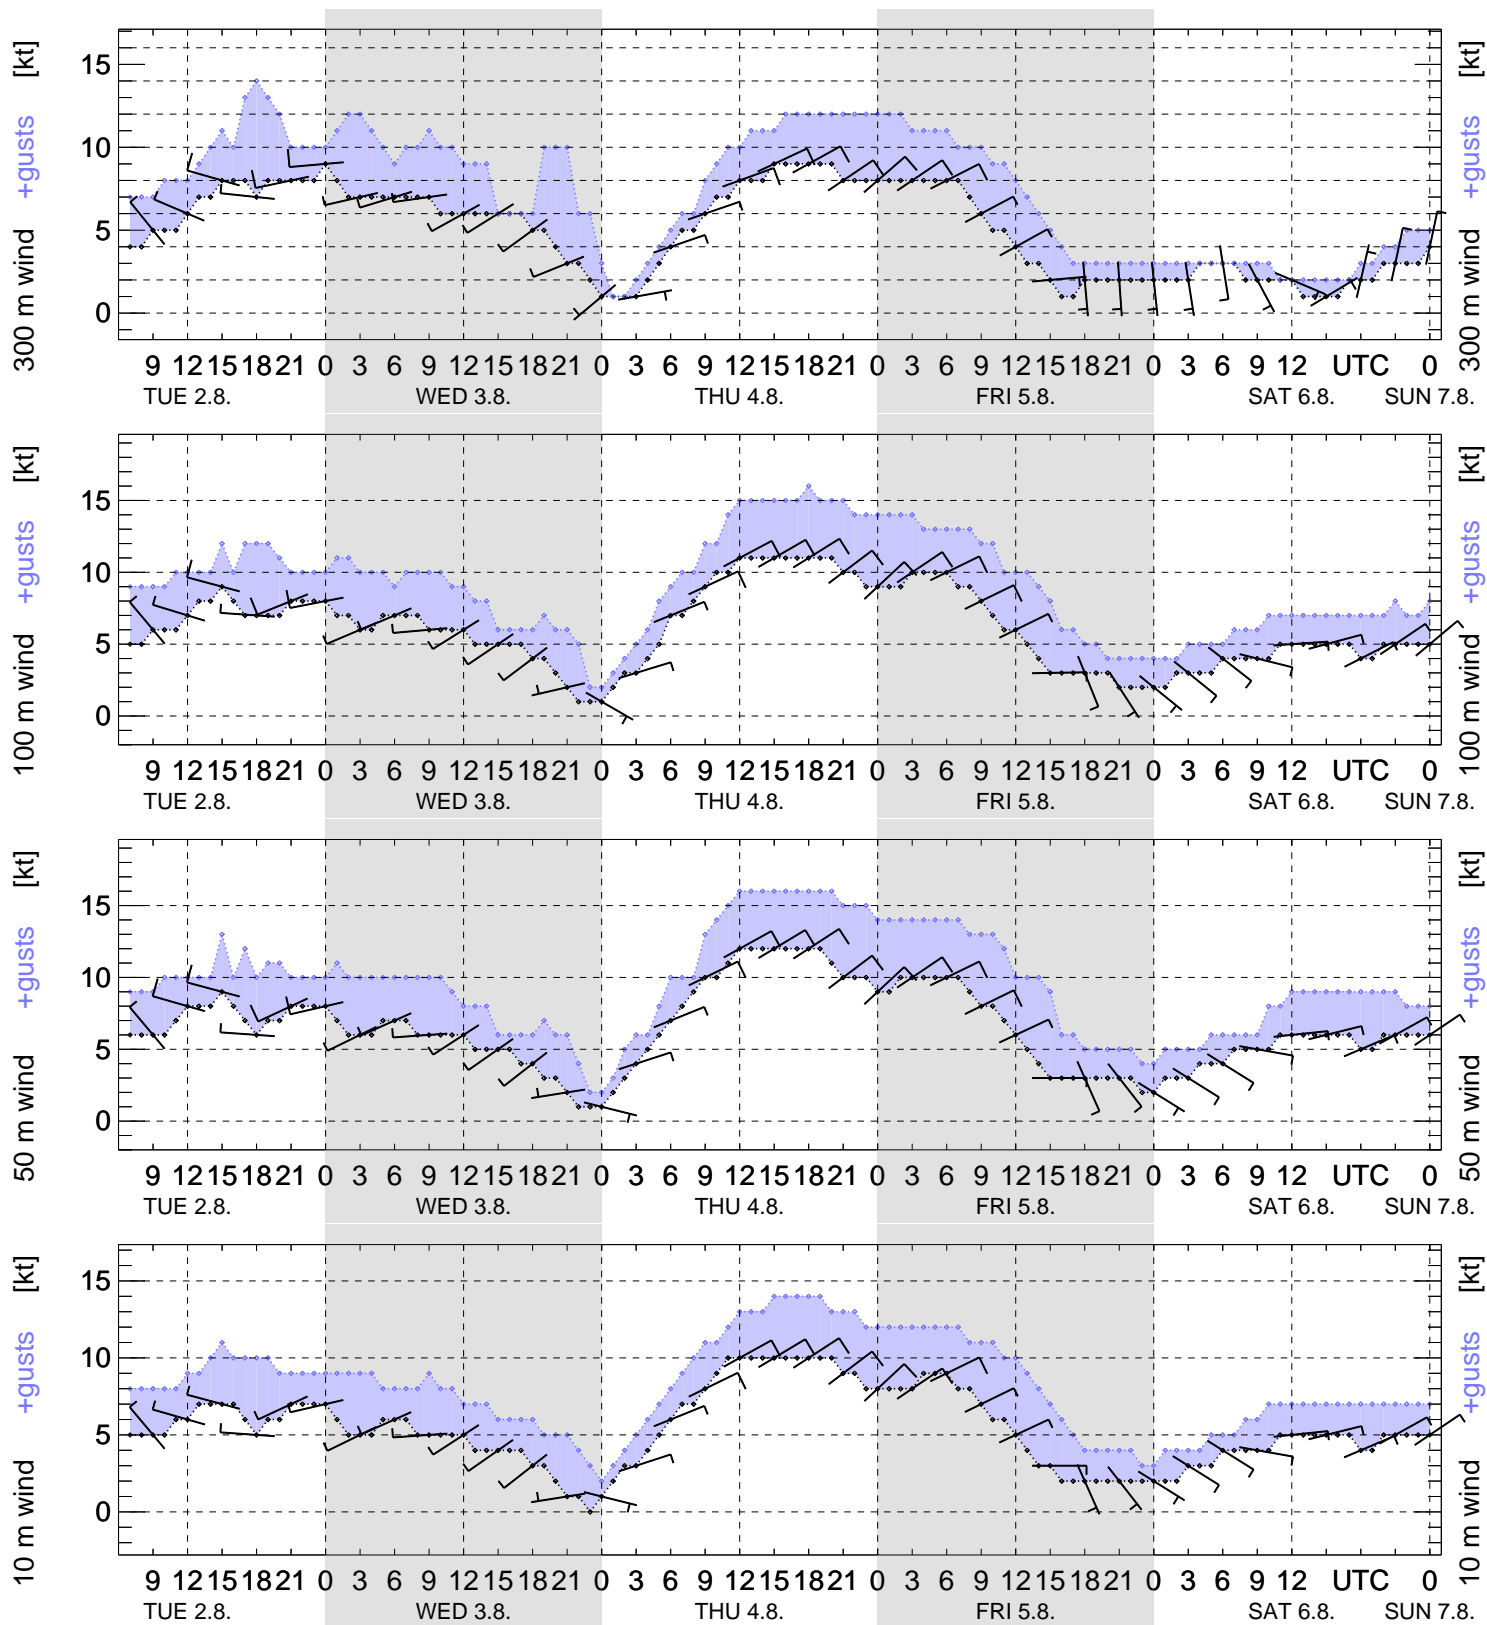 300 m wind +gusts [kt]
15
10
5
0
300 m wind +gusts [kt]
9 12 15 18 21 0 3 6 9 12 15 18 21 0 3 6 9 12 15 18 21 0 3 6 9 12 15 18 21 0 3 6 9 12 UTC 0
TUE 2.8. WED 3.8. THU 4.8. FRI 5.8. SAT 6.8. SUN 7.8.
100 m wind +gusts [kt]
15
10
5
0
100 m wind +gusts [kt]
9 12 15 18 21 0 3 6 9 12 15 18 21 0 3 6 9 12 15 18 21 0 3 6 9 12 15 18 21 0 3 6 9 12 UTC 0
TUE 2.8. WED 3.8. THU 4.8. FRI 5.8. SAT 6.8. SUN 7.8.
50 m wind +gusts [kt]
15
10
5
0
50 m wind +gusts [kt]
9 12 15 18 21 0 3 6 9 12 15 18 21 0 3 6 9 12 15 18 21 0 3 6 9 12 15 18 21 0 3 6 9 12 UTC 0
TUE 2.8. WED 3.8. THU 4.8. FRI 5.8. SAT 6.8. SUN 7.8.
10 m wind +gusts [kt]
15
10
5
0
10 m wind +gusts [kt]
9 12 15 18 21 0 3 6 9 12 15 18 21 0 3 6 9 12 15 18 21 0 3 6 9 12 15 18 21 0 3 6 9 12 UTC 0
TUE 2.8. WED 3.8. THU 4.8. FRI 5.8. SAT 6.8. SUN 7.8.